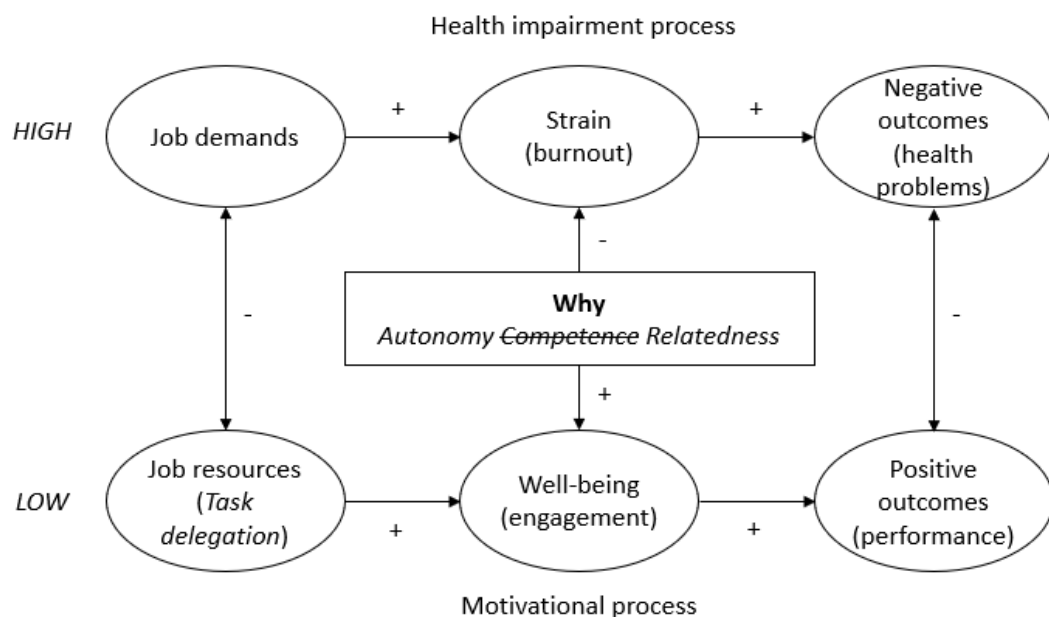 Health impairment process
HIGH
Job demands
+
Strain
(burnout)
+
Negative
outcomes
(health
problems)
-
-
-
Why
Autonomy Competence Relatedness
+
LOW
Job resources
(Task
delegation)
+
Well-being
(engagement)
+
Positive
outcomes
(performance)
Motivational process